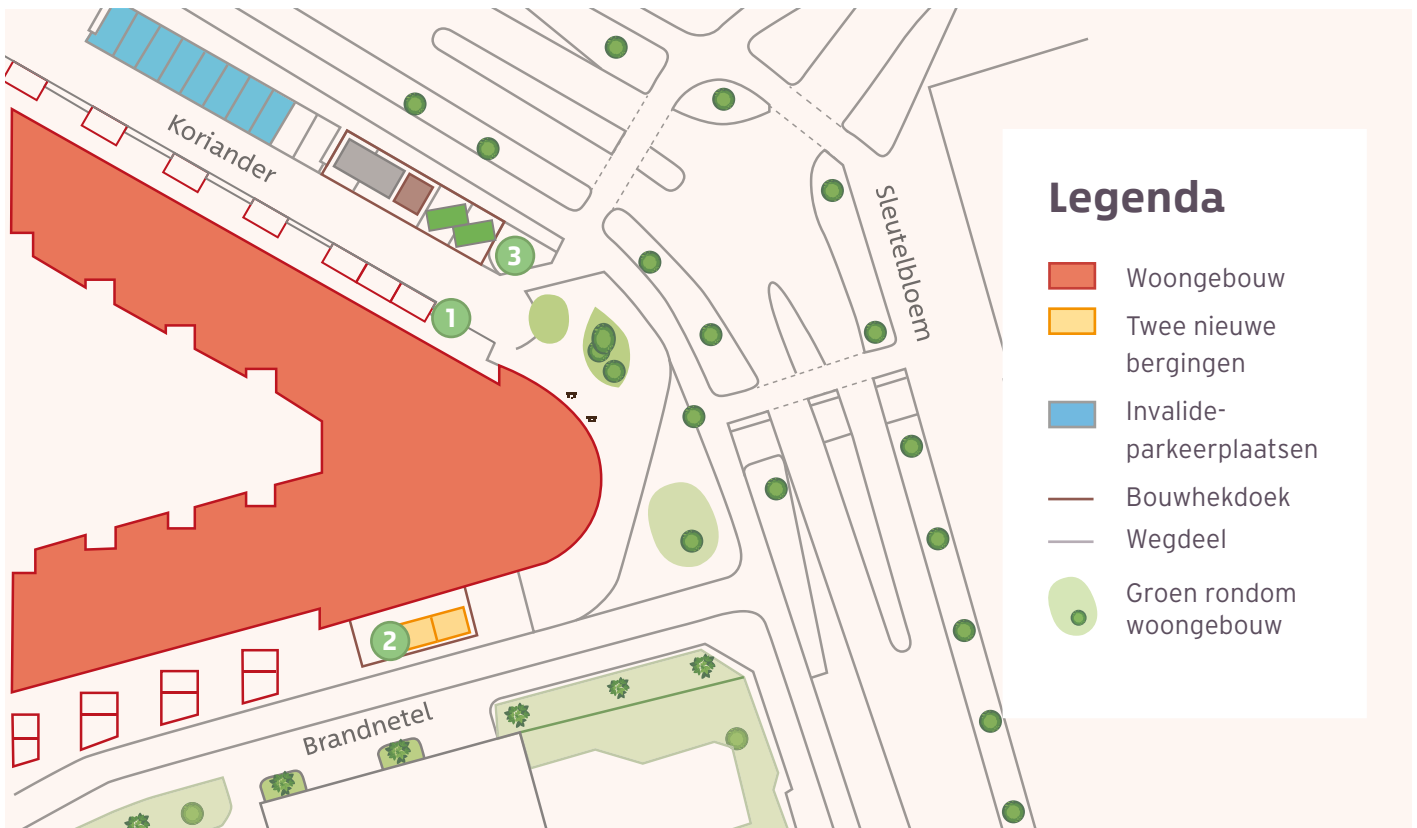 Koriander
3
1
Sleutelbloem
2
Brandnetel
Legenda
Woongebouw
Twee nieuwe
bergingen
Invalide-
parkeerplaatsen
Bouwhekdoek
Wegdeel
Groen rondom
woongebouw